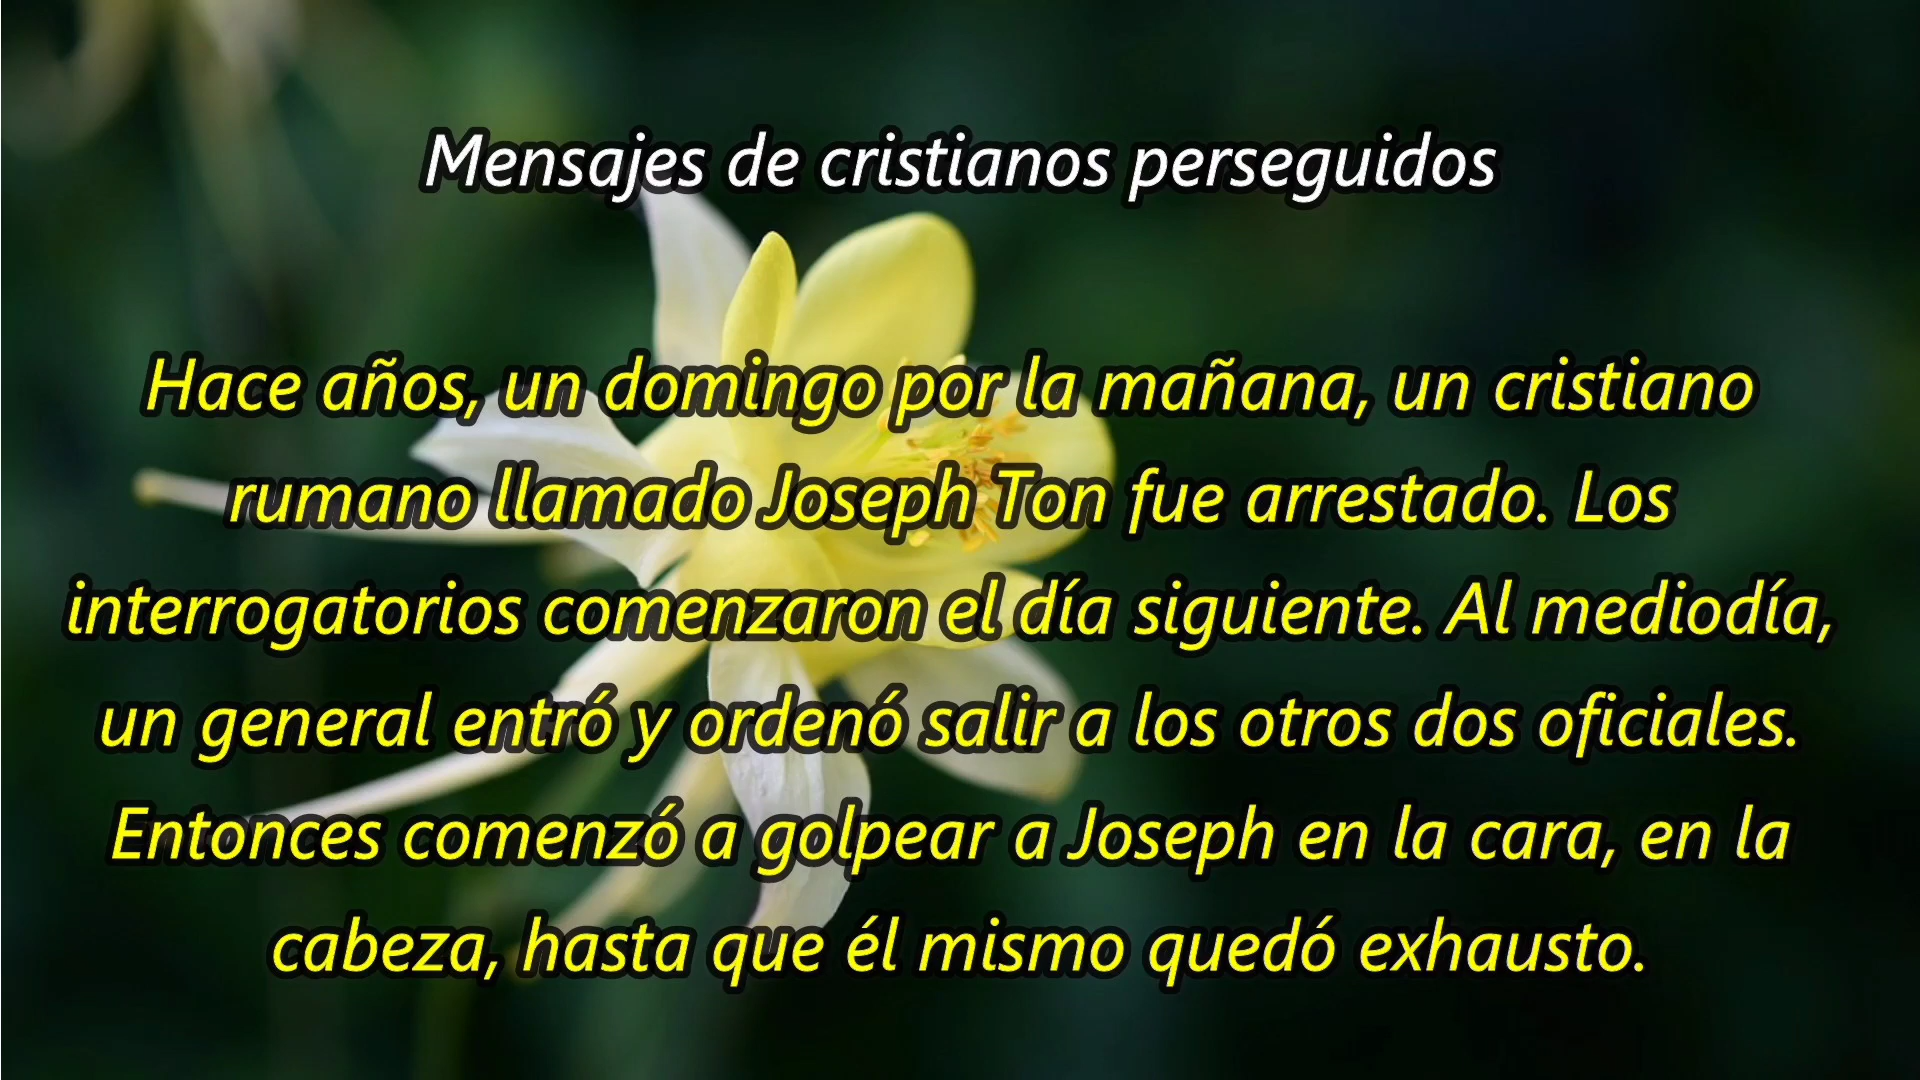 Mensajes de cristianos perseguidos
Hace años, un domingo por la mañana, un cristiano
rumano llamado Joseph Ton fue arrestado. Los
interrogatorios comenzaron el día siguiente. Al mediodía,
un general entró y ordenó salir a los otros dos oficiales.
Entonces comenzó a golpear a Joseph en la cara, en la
cabeza, hasta que él mismo quedó exhausto.